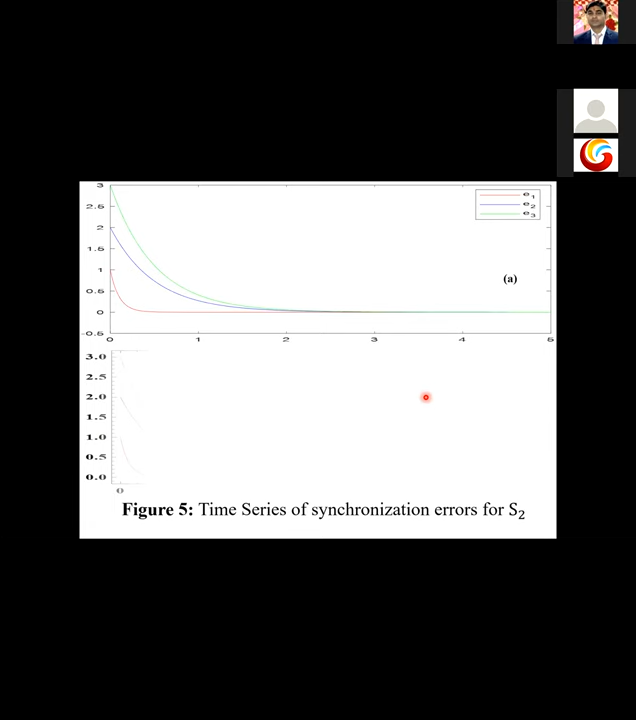 3
2.5
2
1.5
1
0.5
0
-0.5
0 1 2 3 4 5
e1
e2
e3
(a)
3.0
2.5
2.0
1.5
1.0
0.5
0.0
0
Figure 5: Time Series of synchronization errors for S₂